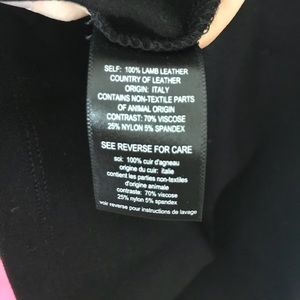 SELF: 100% LAMB LEATHER
COUNTRY OF LEATHER
ORIGIN: ITALY
CONTAINS NON-TEXTILE PARTS
OF ANIMAL ORIGIN
CONTRAST: 70% VISCOSE
25% NYLON 5% SPANDEX
SEE REVERSE FOR CARE
soi: 100% cuir d'agneau
origine du cuir: italie
contient les parties non-textiles
d'origine animale
contraste: 70% viscose
25% nylon 5% spandex
voir reverse pour instructions de lavage